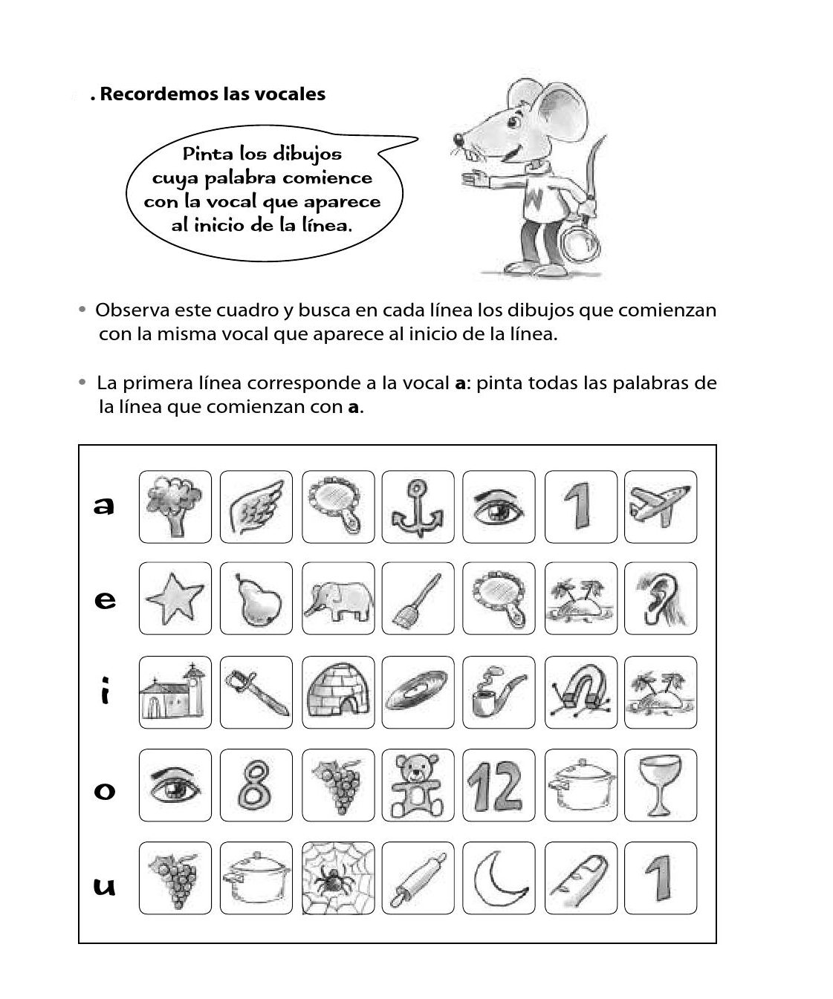 . Recordemos las vocales
Pinta los dibujos
cuya palabra comience
con la vocal que aparece
al inicio de la línea.
W
• Observa este cuadro y busca en cada línea los dibujos que comienzan
con la misma vocal que aparece al inicio de la línea.
• La primera línea corresponde a la vocal a: pinta todas las palabras de
la línea que comienzan con a.
a 1
e
i
o 8 12
u 1